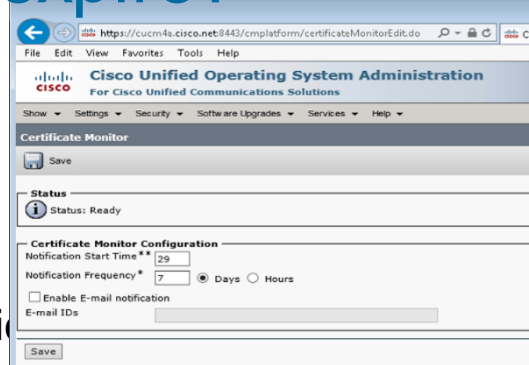 https://cucm4a.cisco.net:8443/cmplatform/certificateMonitorEdit.do
File Edit View Favorites Tools Help
CISCO
Cisco Unified Operating System Administration
For Cisco Unified Communications Solutions
Show Settings Security Software Upgrades Services Help
Certificate Monitor
Save
Status
Status: Ready
Certificate Monitor Configuration
Notification Start Time** 29
Notification Frequency* 7 Days Hours
Enable E-mail notification
E-mail IDs
Save